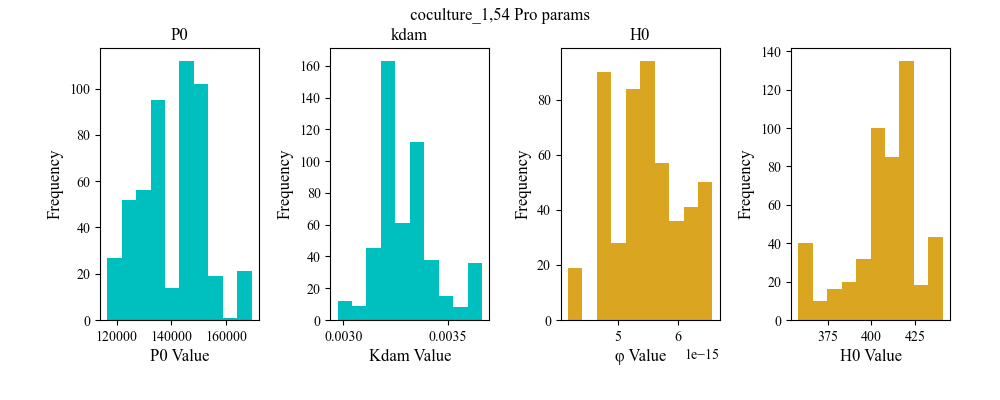 coculture_1,54 Pro params
P0
kdam
H0
Frequency
0
20
40
60
80
100
120000
140000
160000
P0 Value
Frequency
0
20
40
60
80
100
120
140
160
0.0030
0.0035
Kdam Value
Frequency
0
20
40
60
80
5
6
1e−15
φ Value
Frequency
0
20
40
60
80
100
120
140
375
400
425
H0 Value